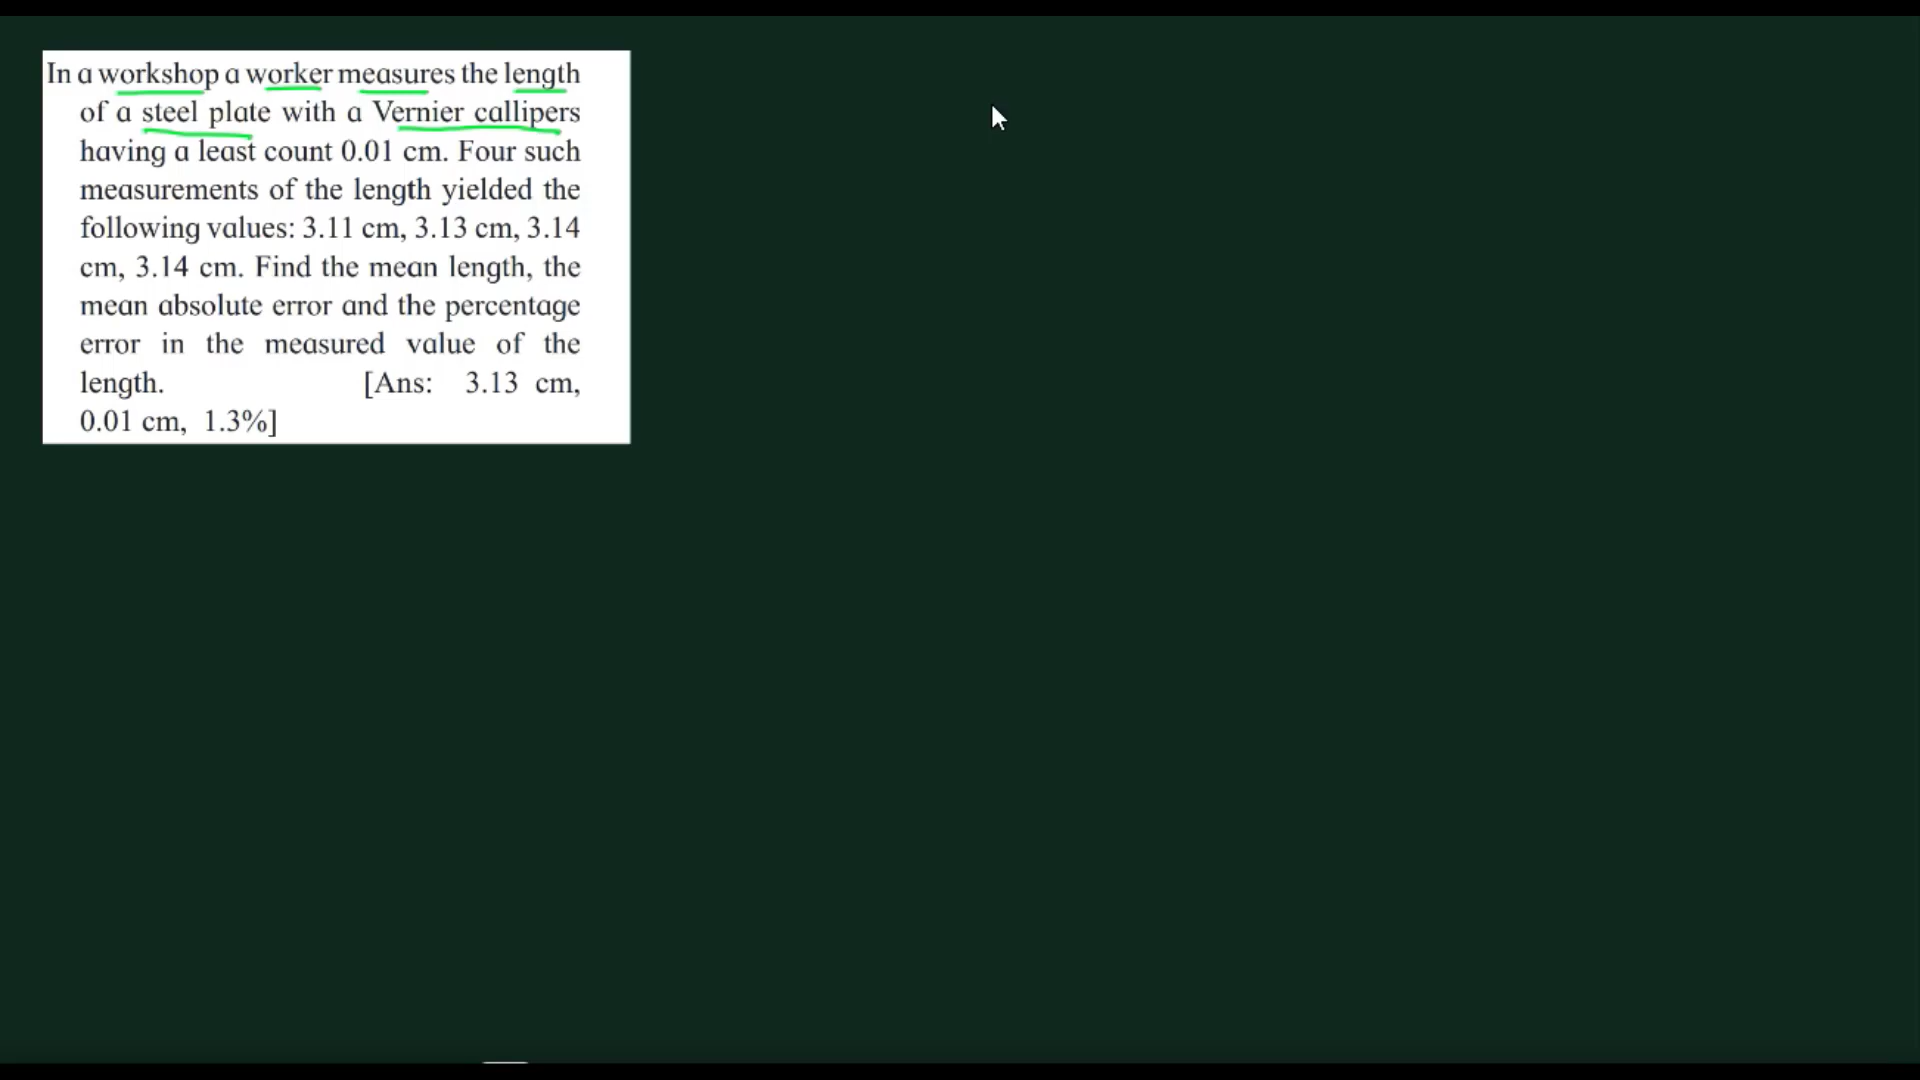 In a workshop a worker measures the length
of a steel plate with a Vernier callipers
having a least count 0.01 cm. Four such
measurements of the length yielded the
following values: 3.11 cm, 3.13 cm, 3.14
cm, 3.14 cm. Find the mean length, the
mean absolute error and the percentage
error in the measured value of the
length. [Ans: 3.13 cm,
0.01 cm, 1.3%]